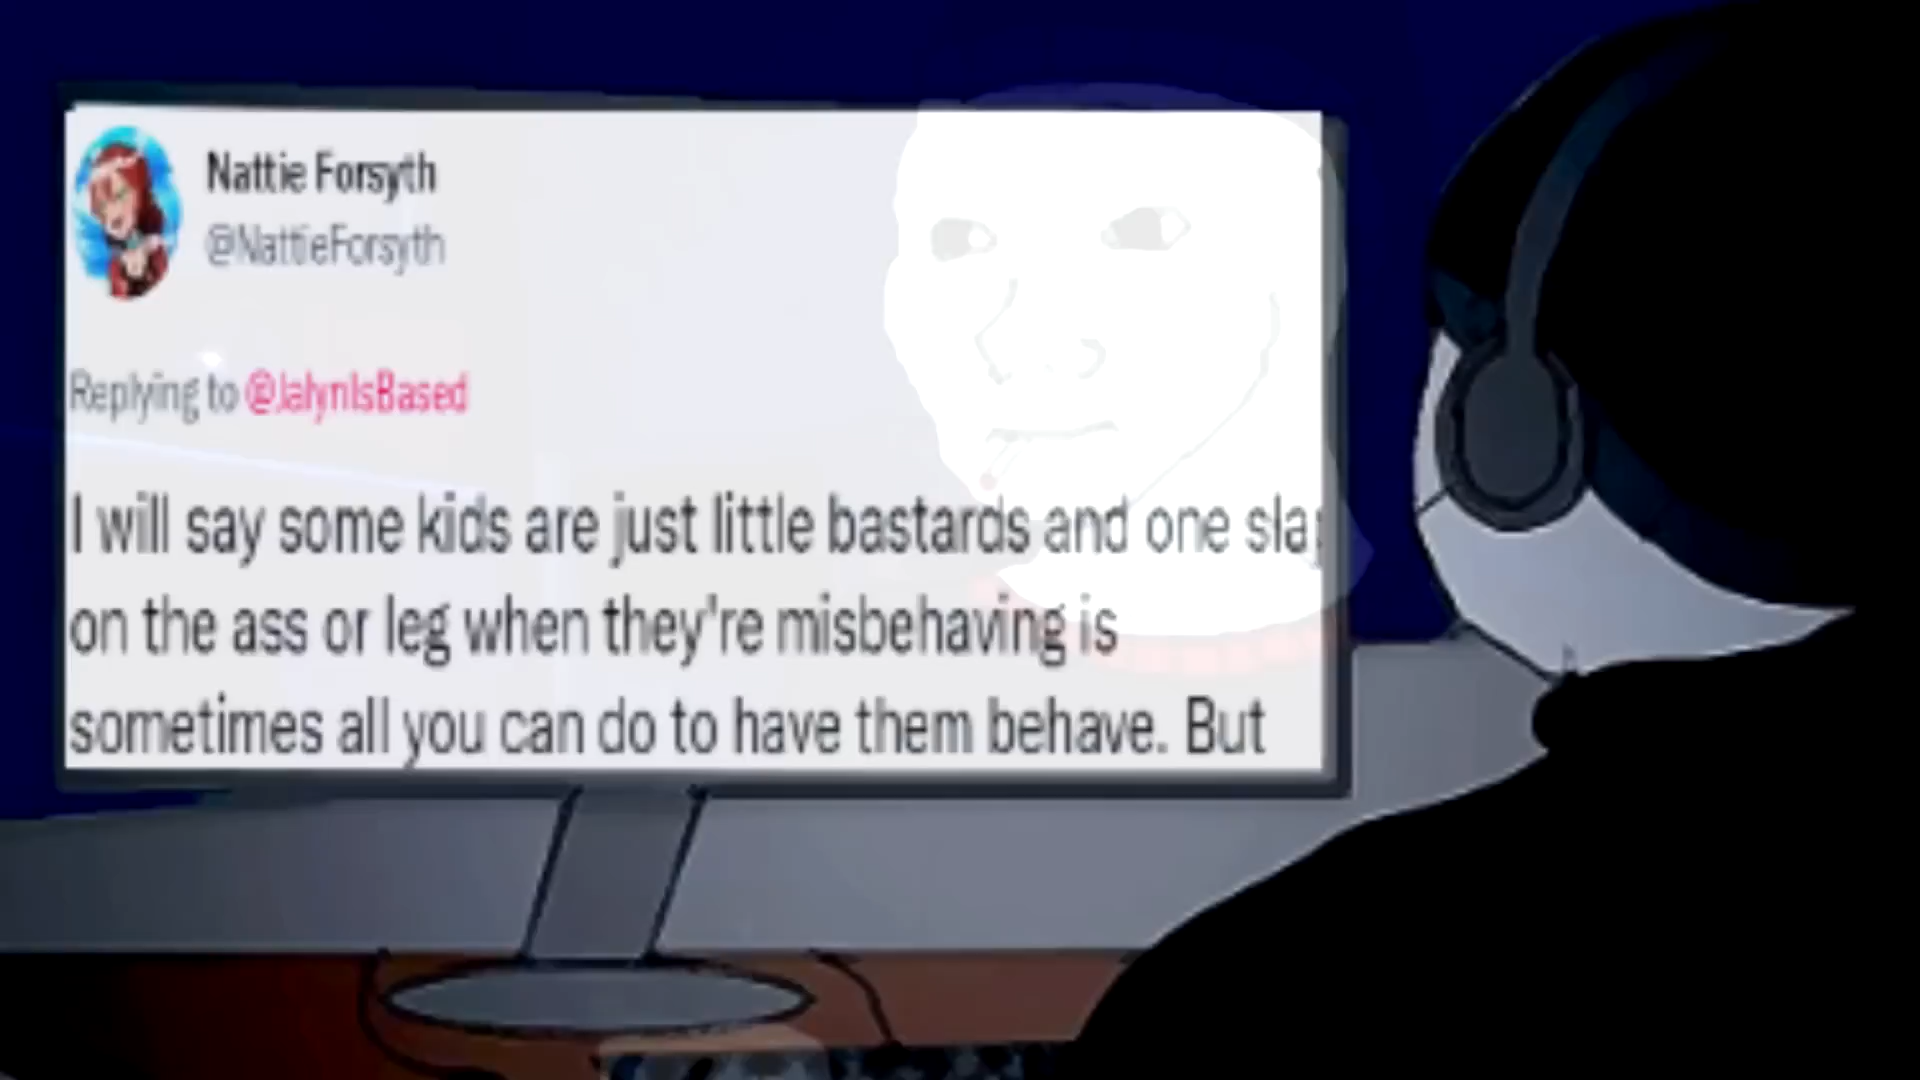 Nattie Forsyth
@NattieForsyth
Replying to @JalynIsBased
I will say some kids are just little bastards and one
on the ass or leg when they're misbehaving is
sometimes all you can do to have them behave. But